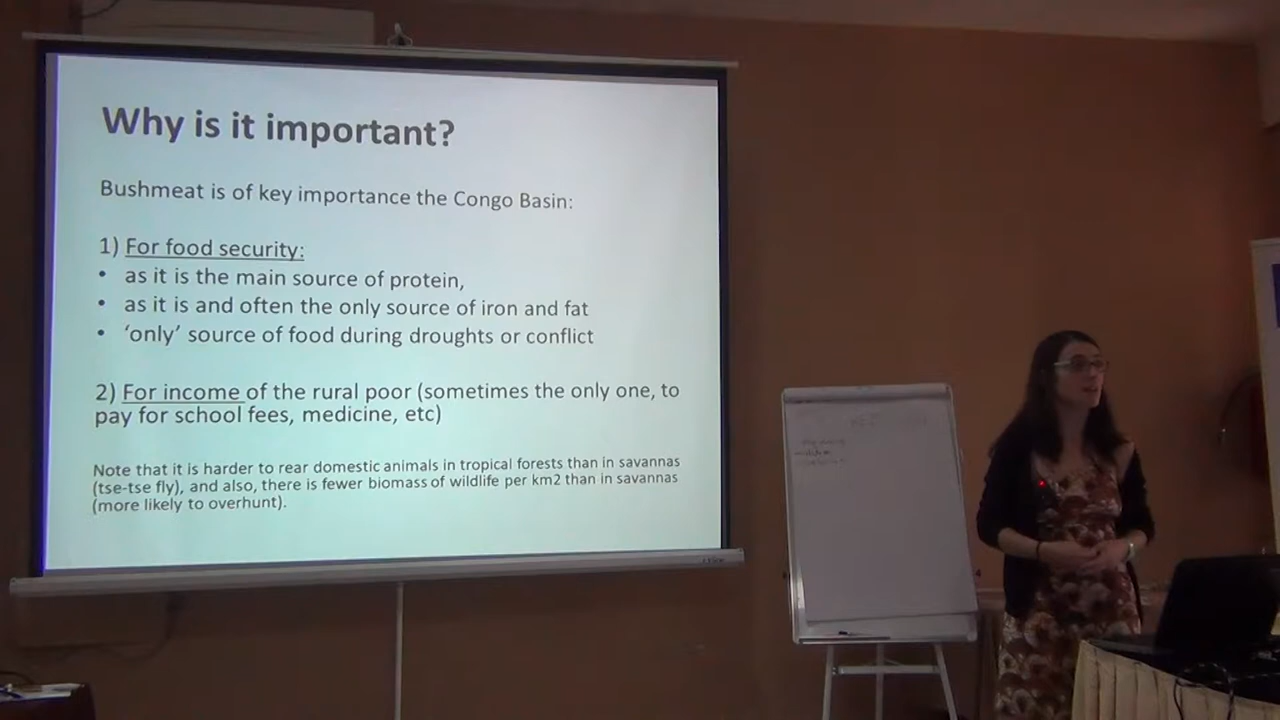 Why is it important?
Bushmeat is of key importance the Congo Basin:
1) For food security:
• as it is the main source of protein,
• as it is and often the only source of iron and fat
• ‘only’ source of food during droughts or conflict
2) For income of the rural poor (sometimes the only one, to
pay for school fees, medicine, etc)
Note that it is harder to rear domestic animals in tropical forests than in savannas
(tse-tse fly), and also, there is fewer biomass of wildlife per km2 than in savannas
(more likely to overhunt).